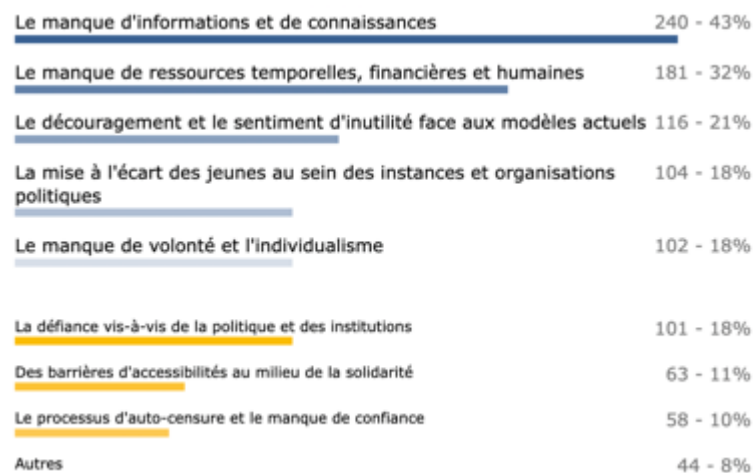 Le manque d'informations et de connaissances 240 - 43%
Le manque de ressources temporelles, financières et humaines 181 - 32%
Le découragement et le sentiment d'inutilité face aux modèles actuels 116 - 21%
La mise à l'écart des jeunes au sein des instances et organisations 104 - 18%
politiques
Le manque de volonté et l'individualisme 102 - 18%
La défiance vis-à-vis de la politique et des institutions 101 - 18%
Des barrières d'accessibilités au milieu de la solidarité 63 - 11%
Le processus d'auto-censure et le manque de confiance 58 - 10%
Autres 44 - 8%